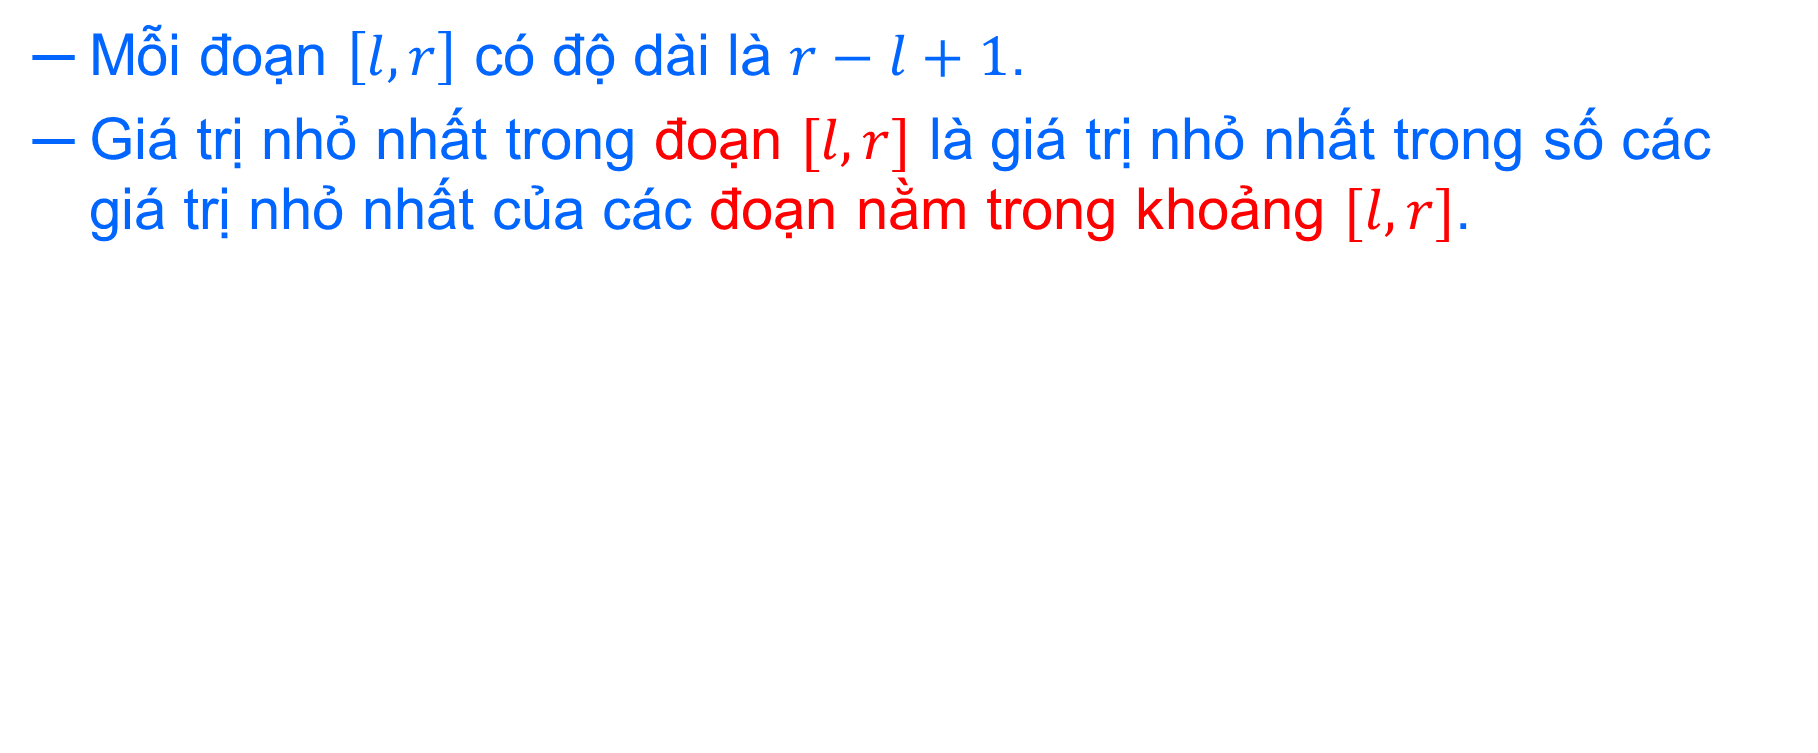 — Mỗi đoạn [l, r] có độ dài là r − l + 1.
— Giá trị nhỏ nhất trong đoạn [l, r] là giá trị nhỏ nhất trong số các
giá trị nhỏ nhất của các đoạn nằm trong khoảng [l, r].